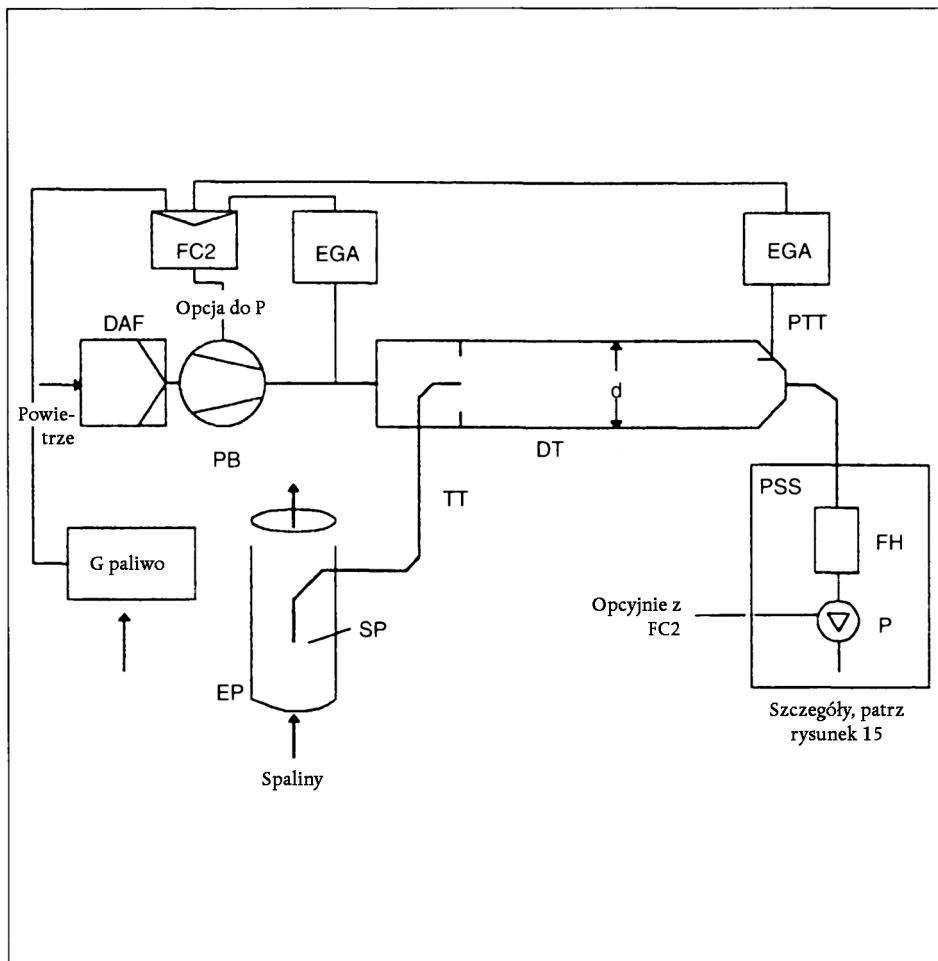 FC2
EGA
EGA
Opcja do P
DAF
PTT
Powie-
trze
d
PB
DT
TT
PSS
G paliwo
FH
Opcyjnie z
FC2
P
SP
EP
Szczegóły, patrz
rysunek 15
Spaliny